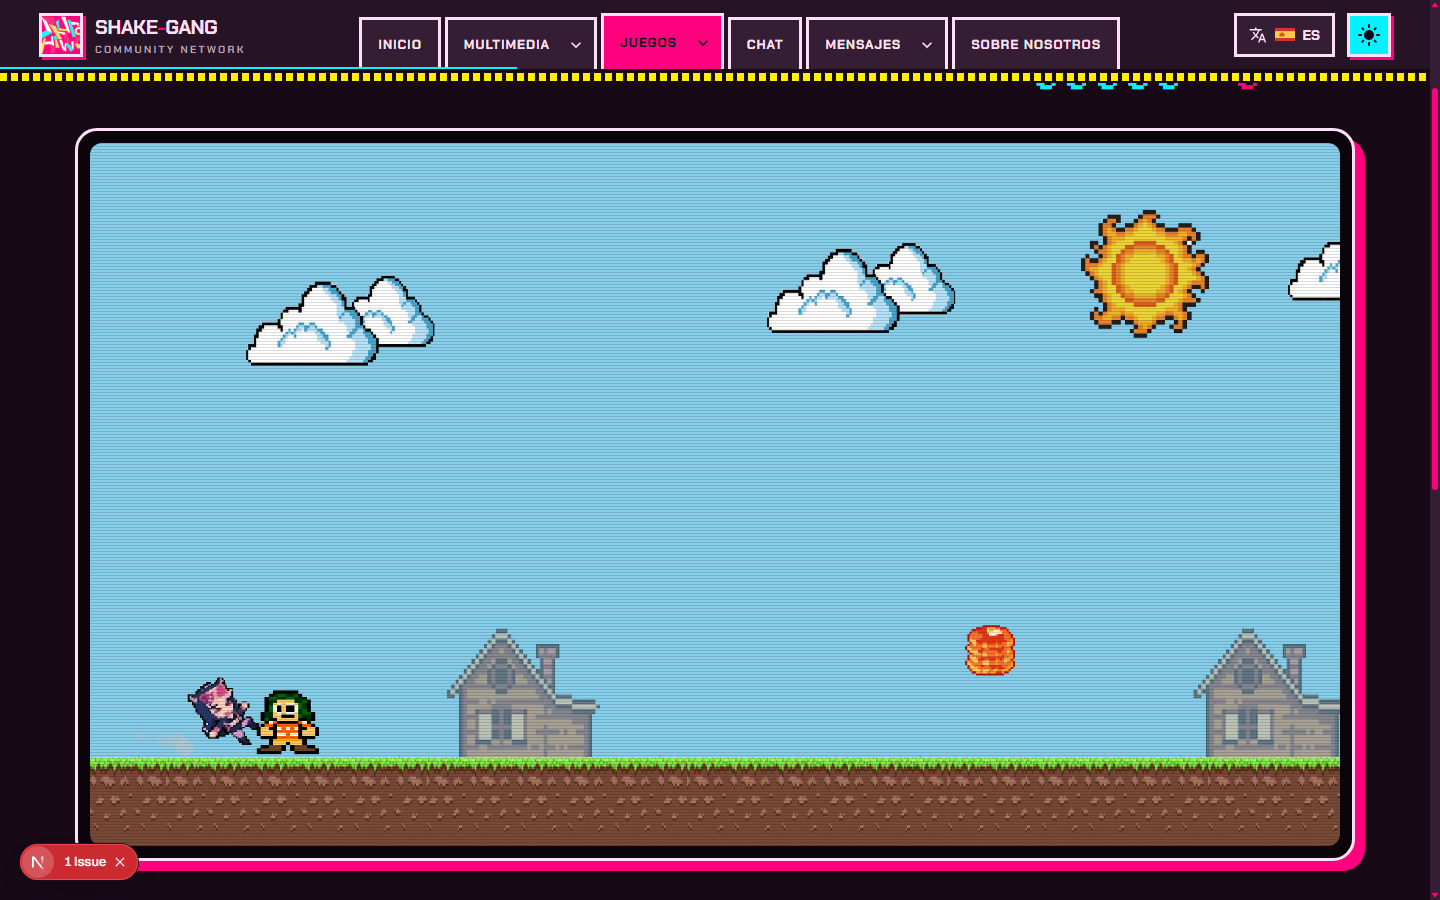 SHAKE-GANG
COMMUNITY NETWORK
INICIO
MULTIMEDIA
JUEGOS
CHAT
MENSAJES
SOBRE NOSOTROS
ES
N
1 Issue